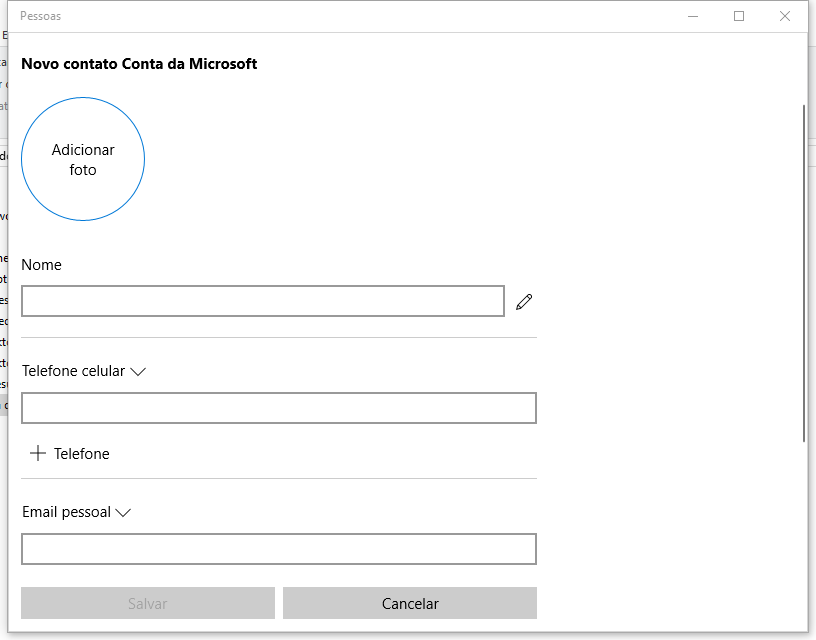 Pessoas
Novo contato Conta da Microsoft
Adicionar
foto
Nome
Telefone celular
Telefone
Email pessoal
Salvar
Cancelar